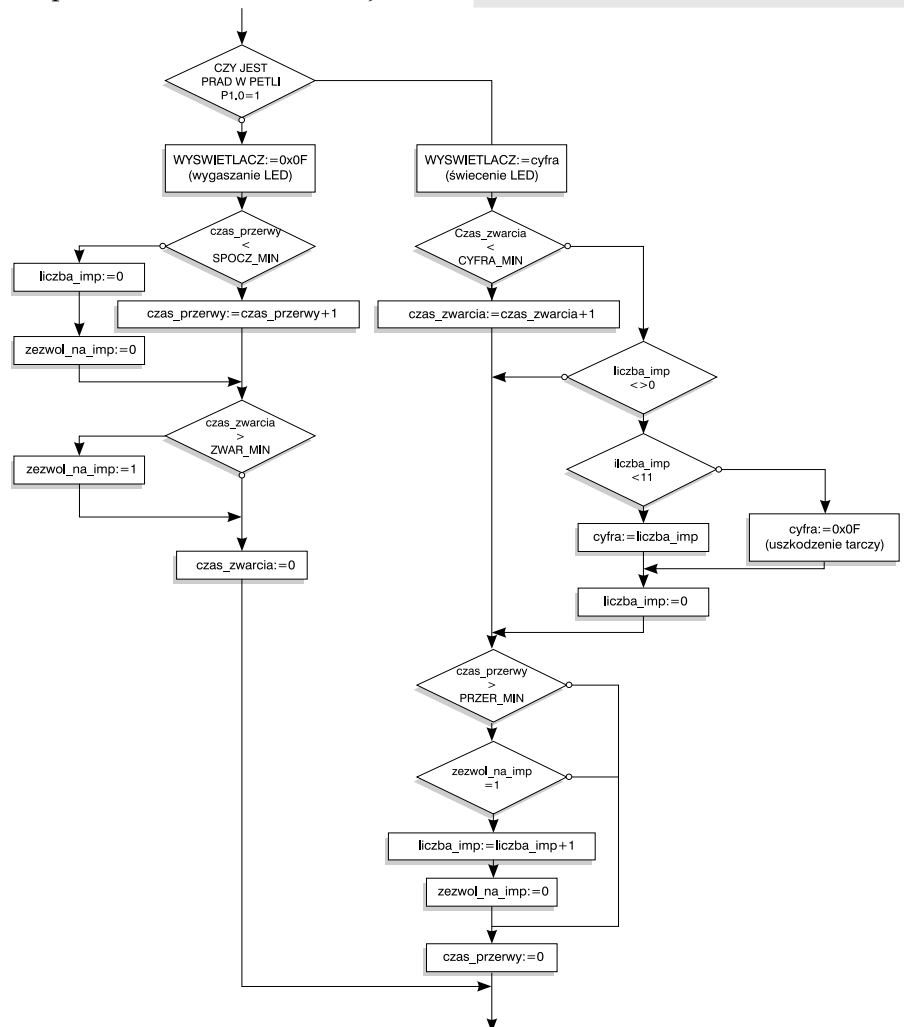 CZY JEST
PRAD W PETLI
P1.0=1
WYSWIETLACZ:=0x0F
(wygaszanie LED)
WYSWIETLACZ:=cyfra
(świecenie LED)
czas_przerwy
<
SPOCZ_MIN
Czas_zwarcia
<
CYFRA_MIN
liczba_imp:=0
czas_przerwy:=czas_przerwy+1
czas_zwarcia:=czas_zwarcia+1
zezwol_na_imp:=0
liczba_imp
<>0
czas_zwarcia
>
ZWAR_MIN
zezwol_na_imp:=1
ilczba_imp
<11
cyfra:=liczba_imp
cyfra:=0x0F
(uszkodzenie tarczy)
czas_zwarcia:=0
liczba_imp:=0
czas_przerwy
>
PRZER_MIN
zezwol_na_imp
=1
liczba_imp:=liczba_imp+1
zezwol_na_imp:=0
czas_przerwy:=0